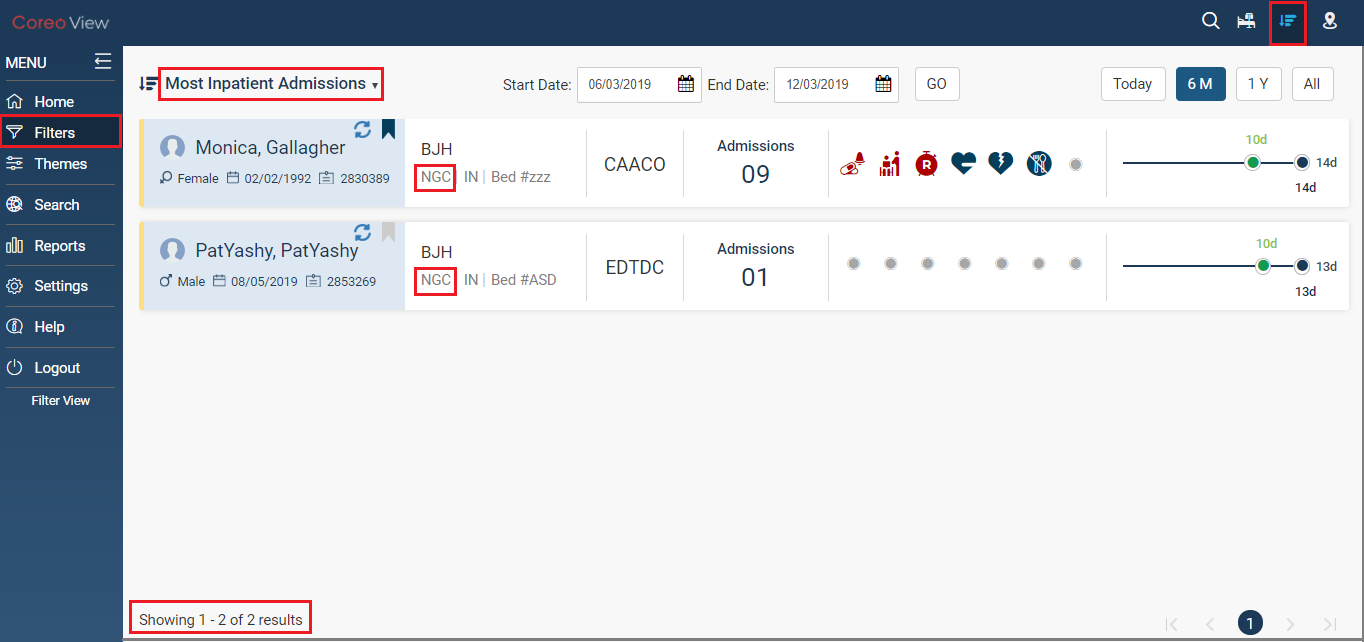 Coreo View
MENU
Home
Filters
Themes
Search
Reports
Settings
Help
Logout
Filter View
Most Inpatient Admissions
Start Date: 06/03/2019 End Date: 12/03/2019 GO
Today 6 M 1 Y All
Monica, Gallagher
Female 02/02/1992 2830389
BJH
NGC IN Bed #zzz
CAACO
Admissions
09
R
10d
14d
14d
PatYashy, PatYashy
Male 08/05/2019 2853269
BJH
NGC IN Bed #ASD
EDTDC
Admissions
01
10d
13d
13d
Showing 1 - 2 of 2 results
1